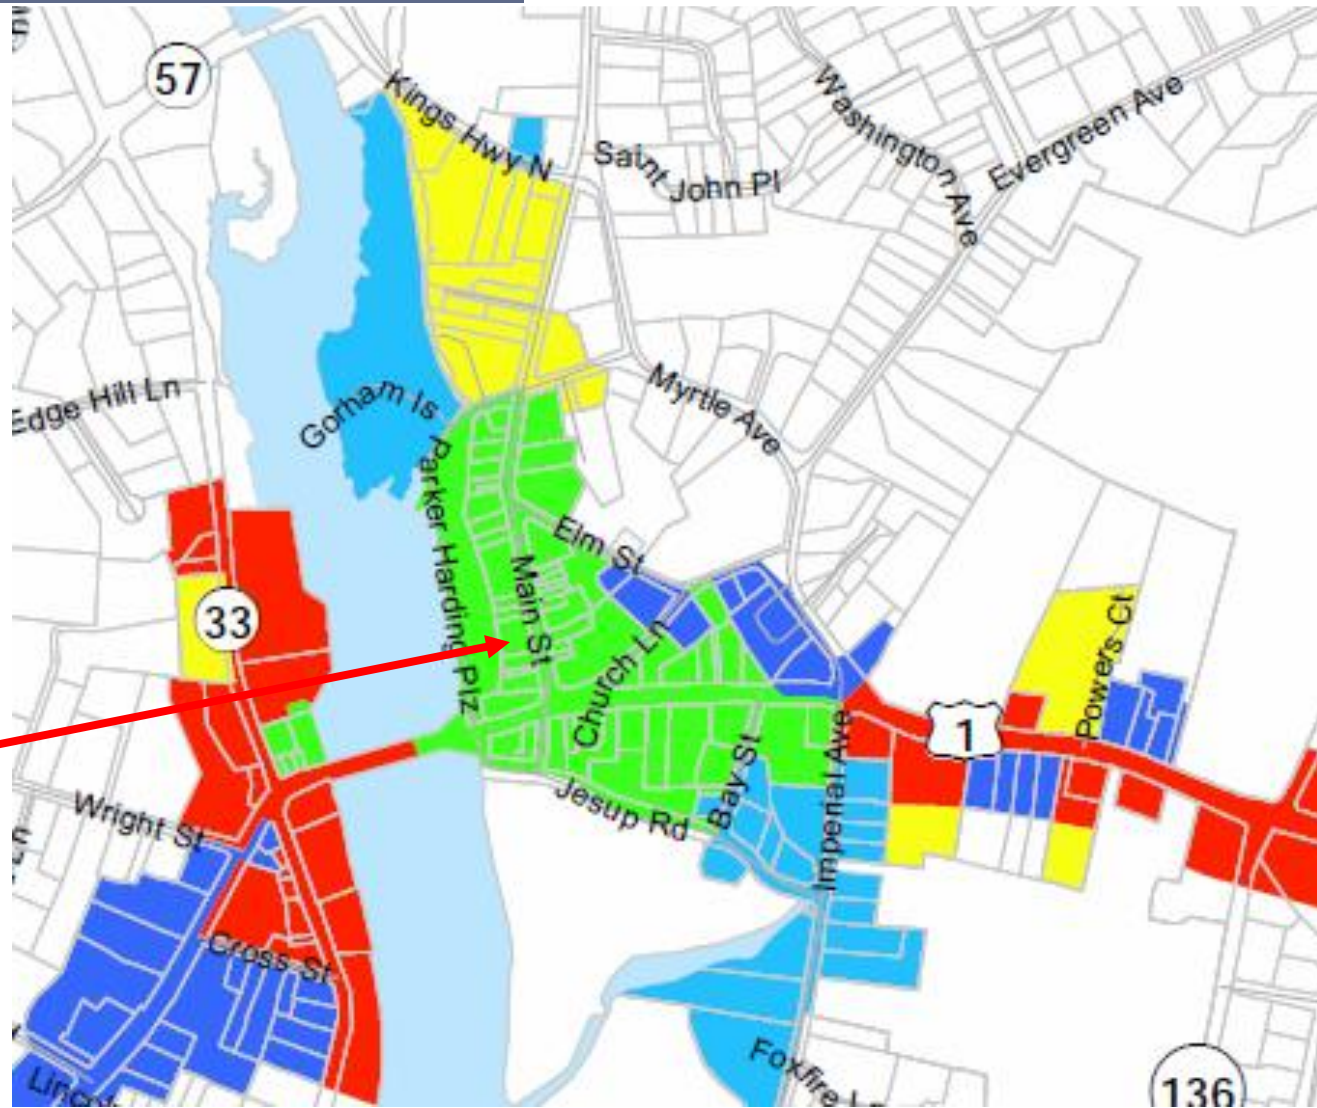 57
Kings Hwy N
Saint John Pl
Washington Ave
Evergreen Ave
Edge Hill Ln
Gorham Is
Myrtle Ave
Parker Harding Plz
Elm St
Main St
33
Church Ln
Powers Ct
1
Imperial Ave
Bay St
Jesup Rd
Wright St
Ln
Cross St
Foxfire Ln
136